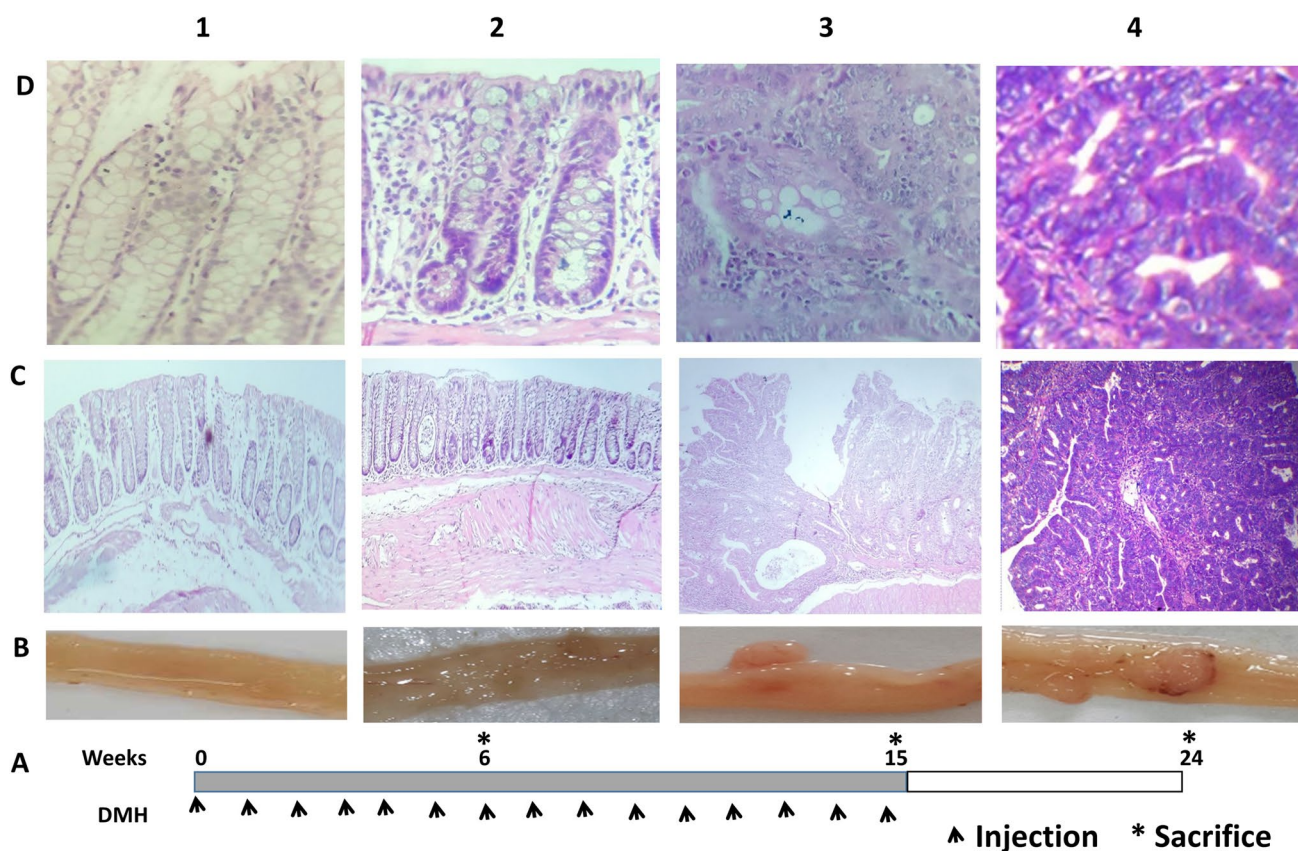 1 2 3 4
D
C
B
* * *
A Weeks 0 6 15 24
DMH
Injection * Sacrifice